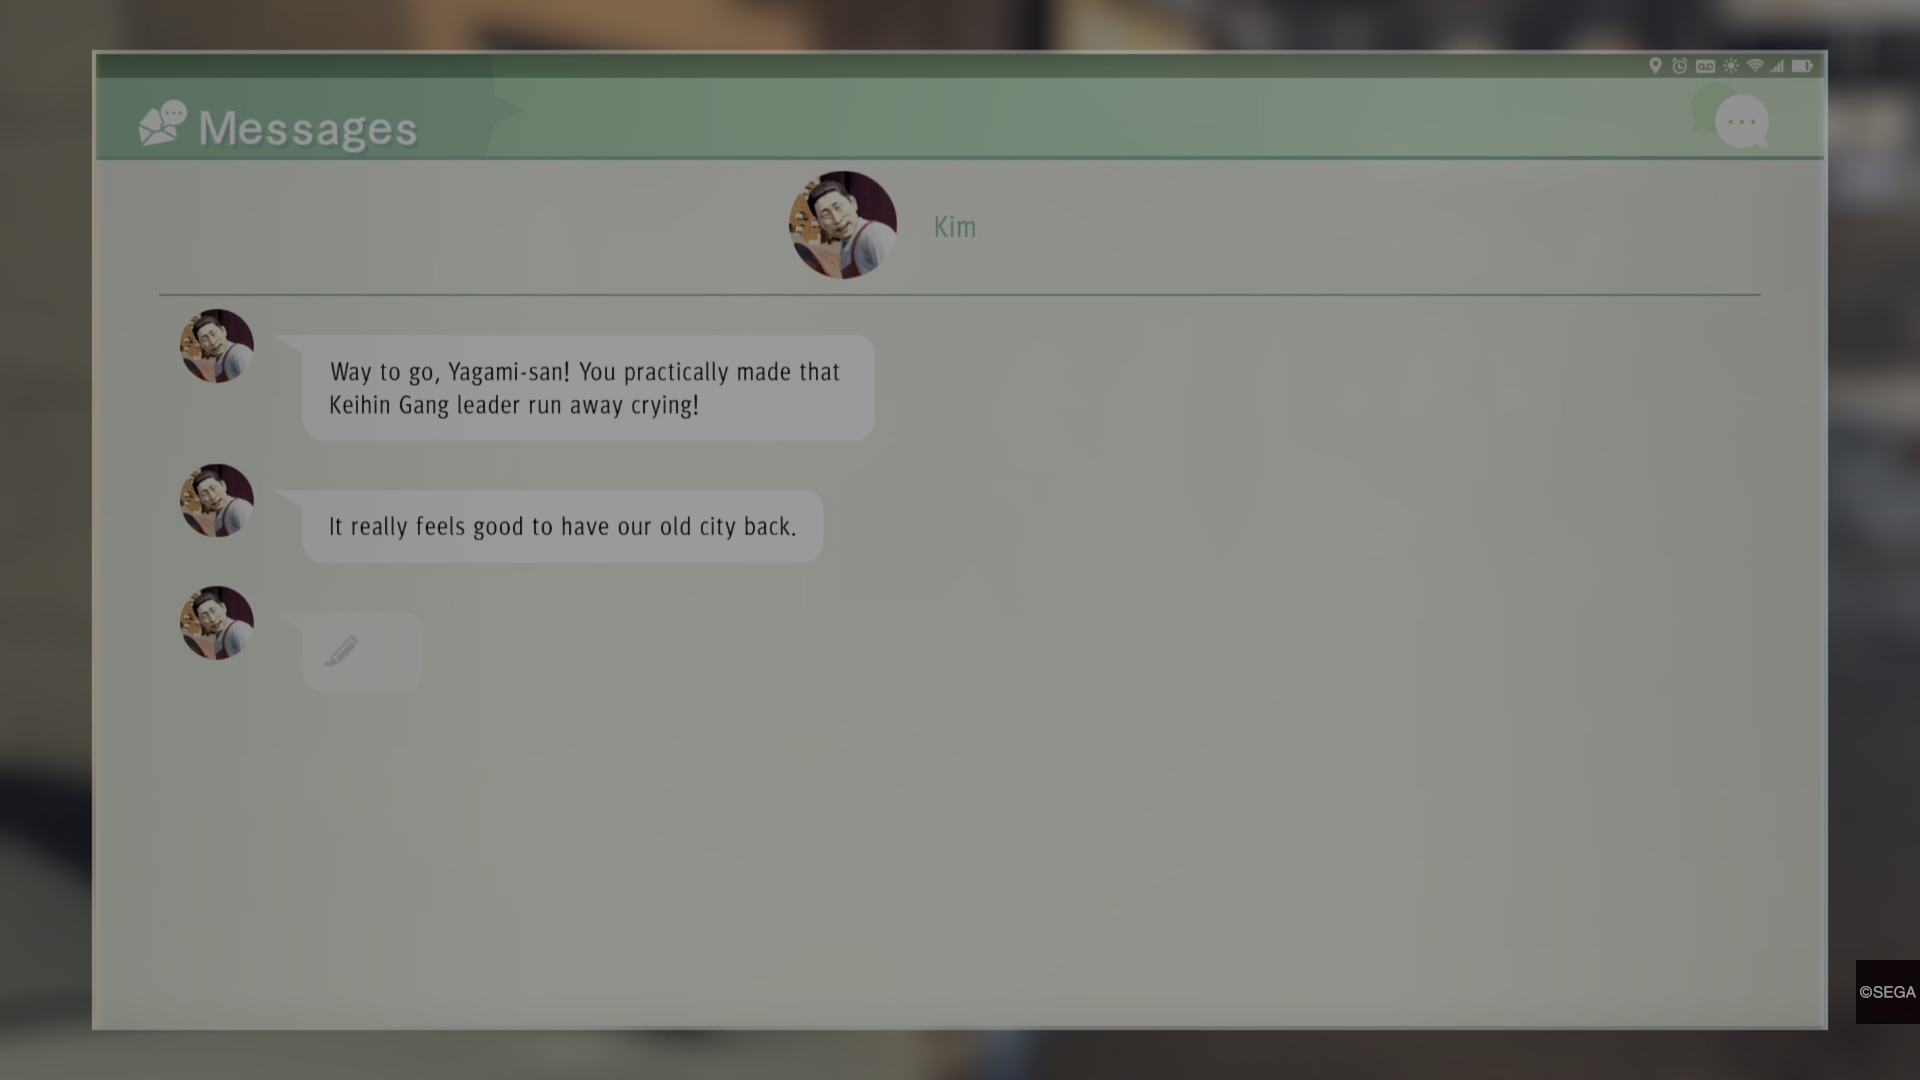 Messages
Kim
Way to go, Yagami-san! You practically made that
Keihin Gang leader run away crying!
It really feels good to have our old city back.
©SEGA